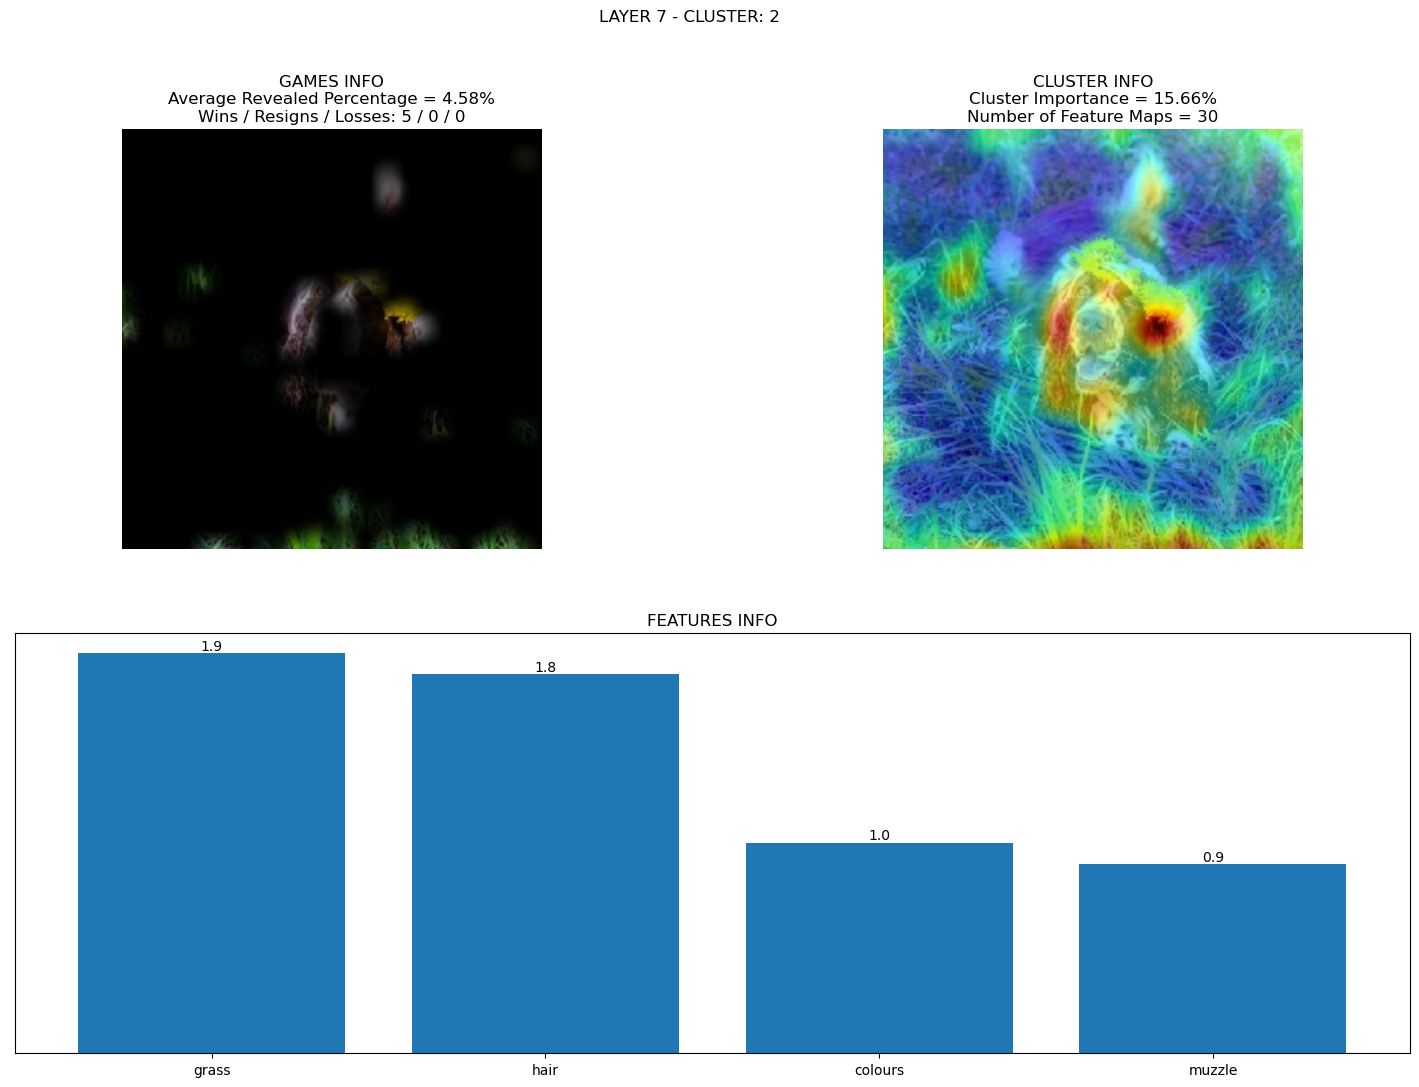 LAYER 7 - CLUSTER: 2
GAMES INFO
Average Revealed Percentage = 4.58%
Wins / Resigns / Losses: 5 / 0 / 0
CLUSTER INFO
Cluster Importance = 15.66%
Number of Feature Maps = 30
FEATURES INFO
1.9
1.8
1.0
0.9
grass
hair
colours
muzzle